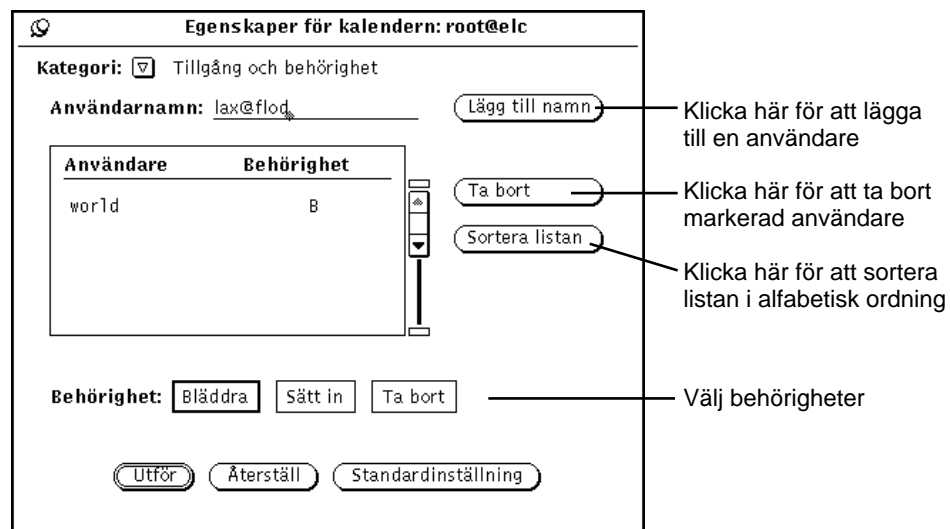 Egenskaper för kalendern: root@elc
Kategori: Tillgång och behörighet
Användarnamn: lax@flod
Lägg till namn
Klicka här för att lägga
till en användare
Användare Behörighet
world B
Ta bort
Klicka här för att ta bort
markerad användare
Sortera listan
Klicka här för att sortera
listan i alfabetisk ordning
Behörighet: Bläddra Sätt in Ta bort
Välj behörigheter
Utför Återställ Standardinställning